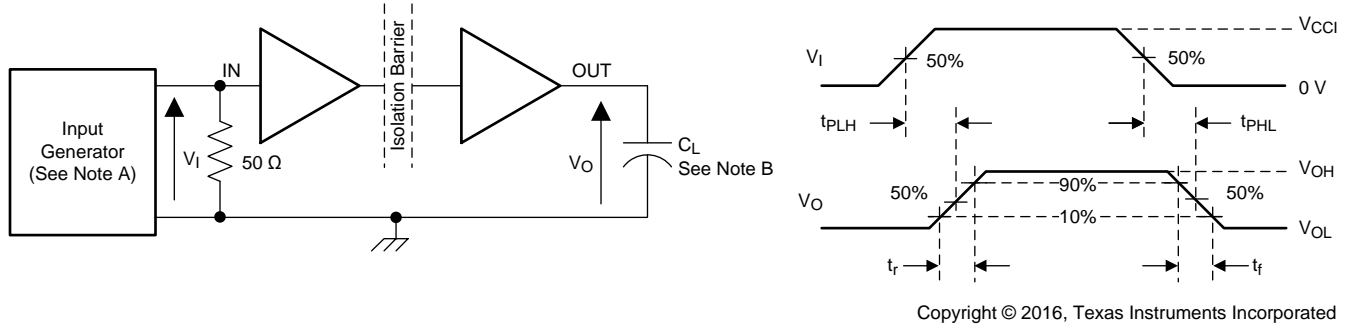 Input
Generator
(See Note A)
IN
V_I
50 Ω
Isolation Barrier
OUT
V_O
C_L
See Note B
V_I
50%
50%
V_CCI
0 V
t_PLH
t_PHL
V_O
50%
90%
10%
50%
V_OH
V_OL
t_r
t_f
Copyright © 2016, Texas Instruments Incorporated